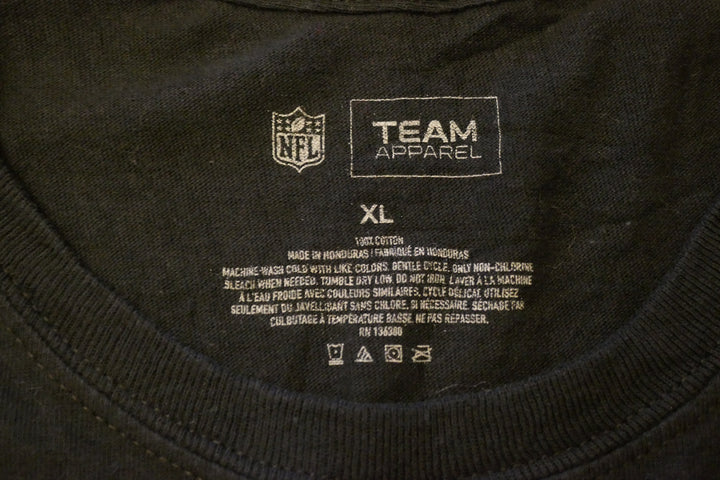 NFL
TEAM
APPAREL
XL
100% COTTON
MADE IN HONDURAS / FABRIQUÉ EN HONDURAS
MACHINE WASH COLD WITH LIKE COLORS. GENTLE CYCLE. ONLY NON-CHLORINE
BLEACH WHEN NEEDED. TUMBLE DRY LOW. DO NOT IRON. LAVER À LA MACHINE
À L'EAU FROIDE AVEC COULEURS SIMILAIRES. CYCLE DÉLICAT. UTILISEZ
SEULEMENT DU JAVELLISANT SANS CHLORE, SI NÉCESSAIRE. SÉCHAGE PAR
CULBUTAGE À TEMPÉRATURE BASSE. NE PAS REPASSER.
RN 136380